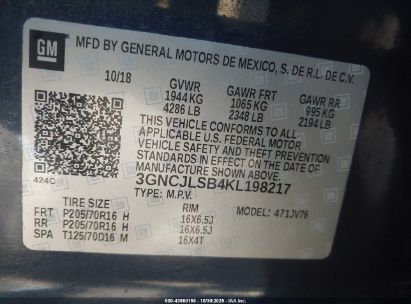 GM
MFD BY GENERAL MOTORS DE MEXICO, S. DE R.L. DE C.V.
10/18 GVWR GAWR FRT GAWR RR
1944 KG 1065 KG 995 KG
4286 LB 2348 LB 2194 LB
THIS VEHICLE CONFORMS TO ALL
APPLICABLE U.S. FEDERAL MOTOR
VEHICLE SAFETY AND THEFT PREVENTION
STANDARDS IN EFFECT ON THE DATE OF
MANUFACTURE SHOWN ABOVE.
424C 3GNCJLSB4KL198217
TYPE: M.P.V.
TIRE SIZE RIM 471JV76
FRT P205/70R16 H 16X6.5J
RR P205/70R16 H 16X6.5J
SPA T125/70D16 M 16X4T